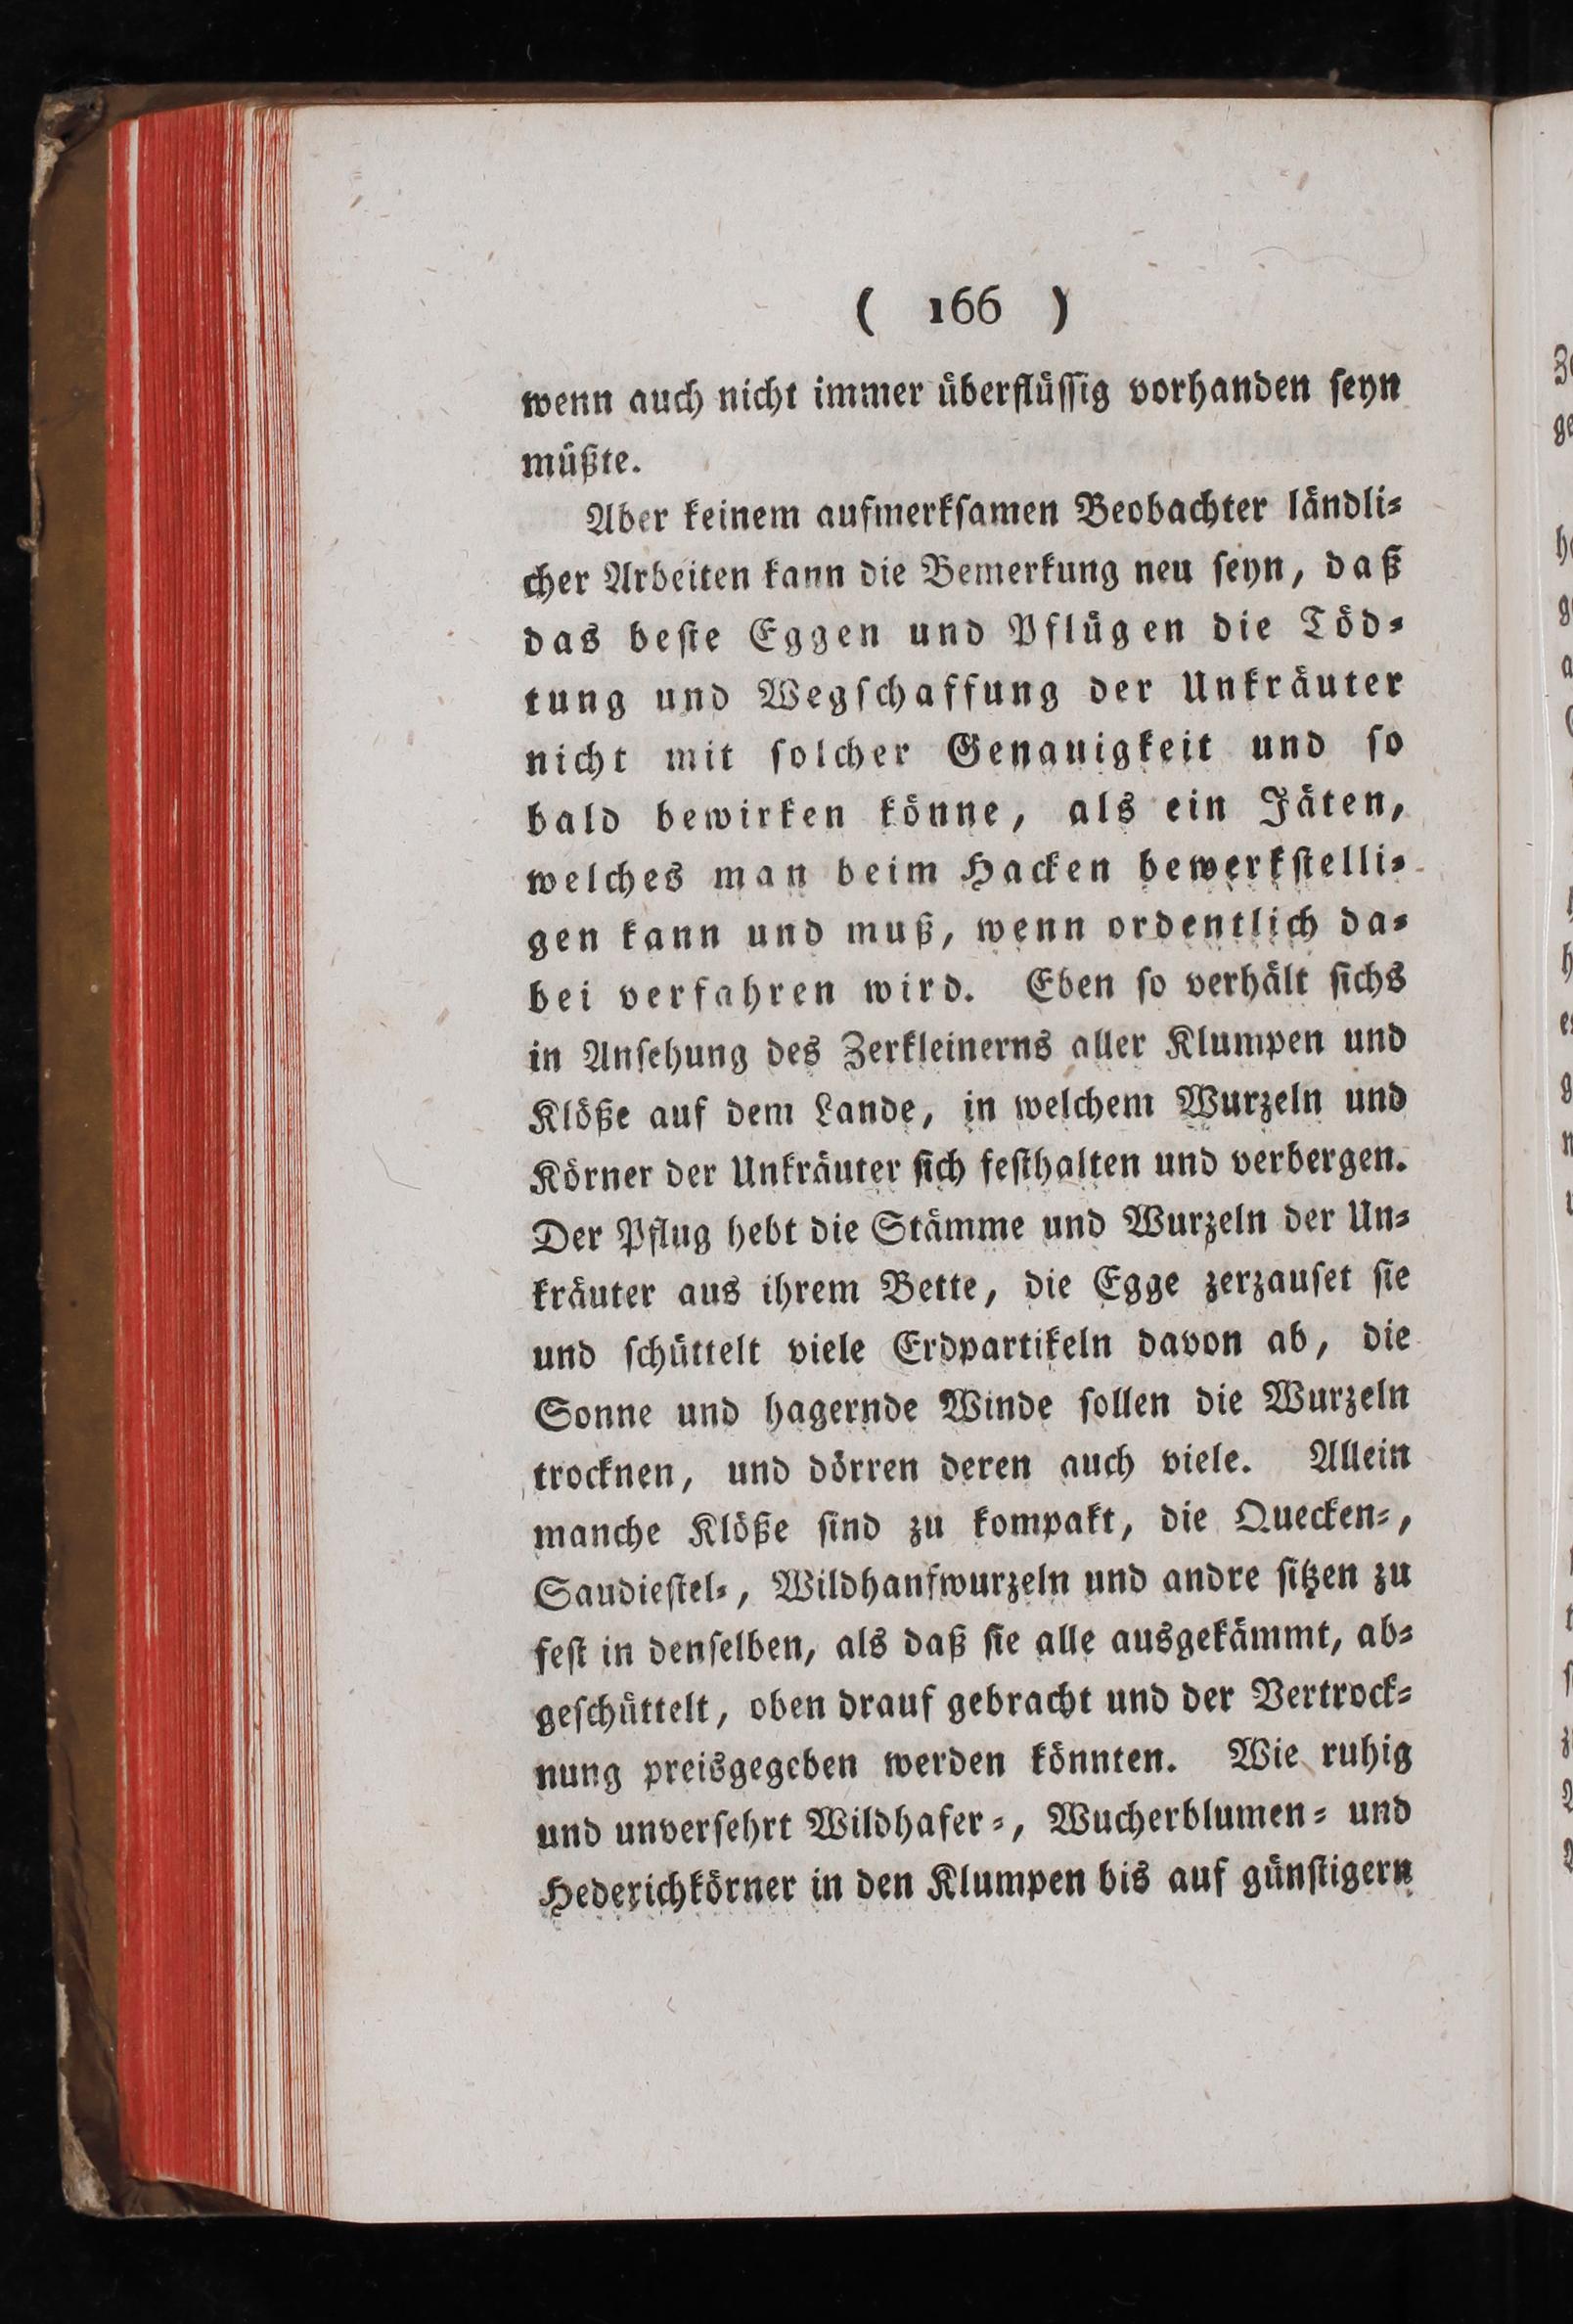 ( 166 )
wenn auch nicht immer überflüſſig vorhanden ſeyn
müßte.
Aber keinem aufmerkſamen Beobachter ländli⸗
cher Arbeiten kann die Bemerkung neu ſeyn, daß
das beſte Eggen und Pflügen die Töd⸗
tung und Wegſchaffung der Unkräuter
nicht mit ſolcher Genauigkeit und ſo
bald bewirken könne, als ein Jäten,
welches man beim Hacken bewerkſtelli⸗
gen kann und muß, wenn ordentlich da⸗
bei verfahren wird. Eben ſo verhält ſichs
in Anſehung des Zerkleinerns aller Klumpen und
Klöße auf dem Lande, in welchem Wurzeln und
Körner der Unkräuter ſich feſthalten und verbergen.
Der Pflug hebt die Stämme und Wurzeln der Un⸗
kräuter aus ihrem Bette, die Egge zerzauſet ſie
und ſchüttelt viele Erdpartikeln davon ab, die
Sonne und hagernde Winde ſollen die Wurzeln
trocknen, und dörren deren auch viele. Allein
manche Klöße ſind zu kompakt, die Quecken⸗,
Saudieſtel⸗, Wildhanfwurzeln und andre ſitzen zu
feſt in denſelben, als daß ſie alle ausgekämmt, ab⸗
geſchüttelt, oben drauf gebracht und der Vertrock⸗
nung preisgegeben werden könnten. Wie ruhig
und unverſehrt Wildhafer⸗, Wucherblumen⸗ und
Hederichkörner in den Klumpen bis auf günſtigern